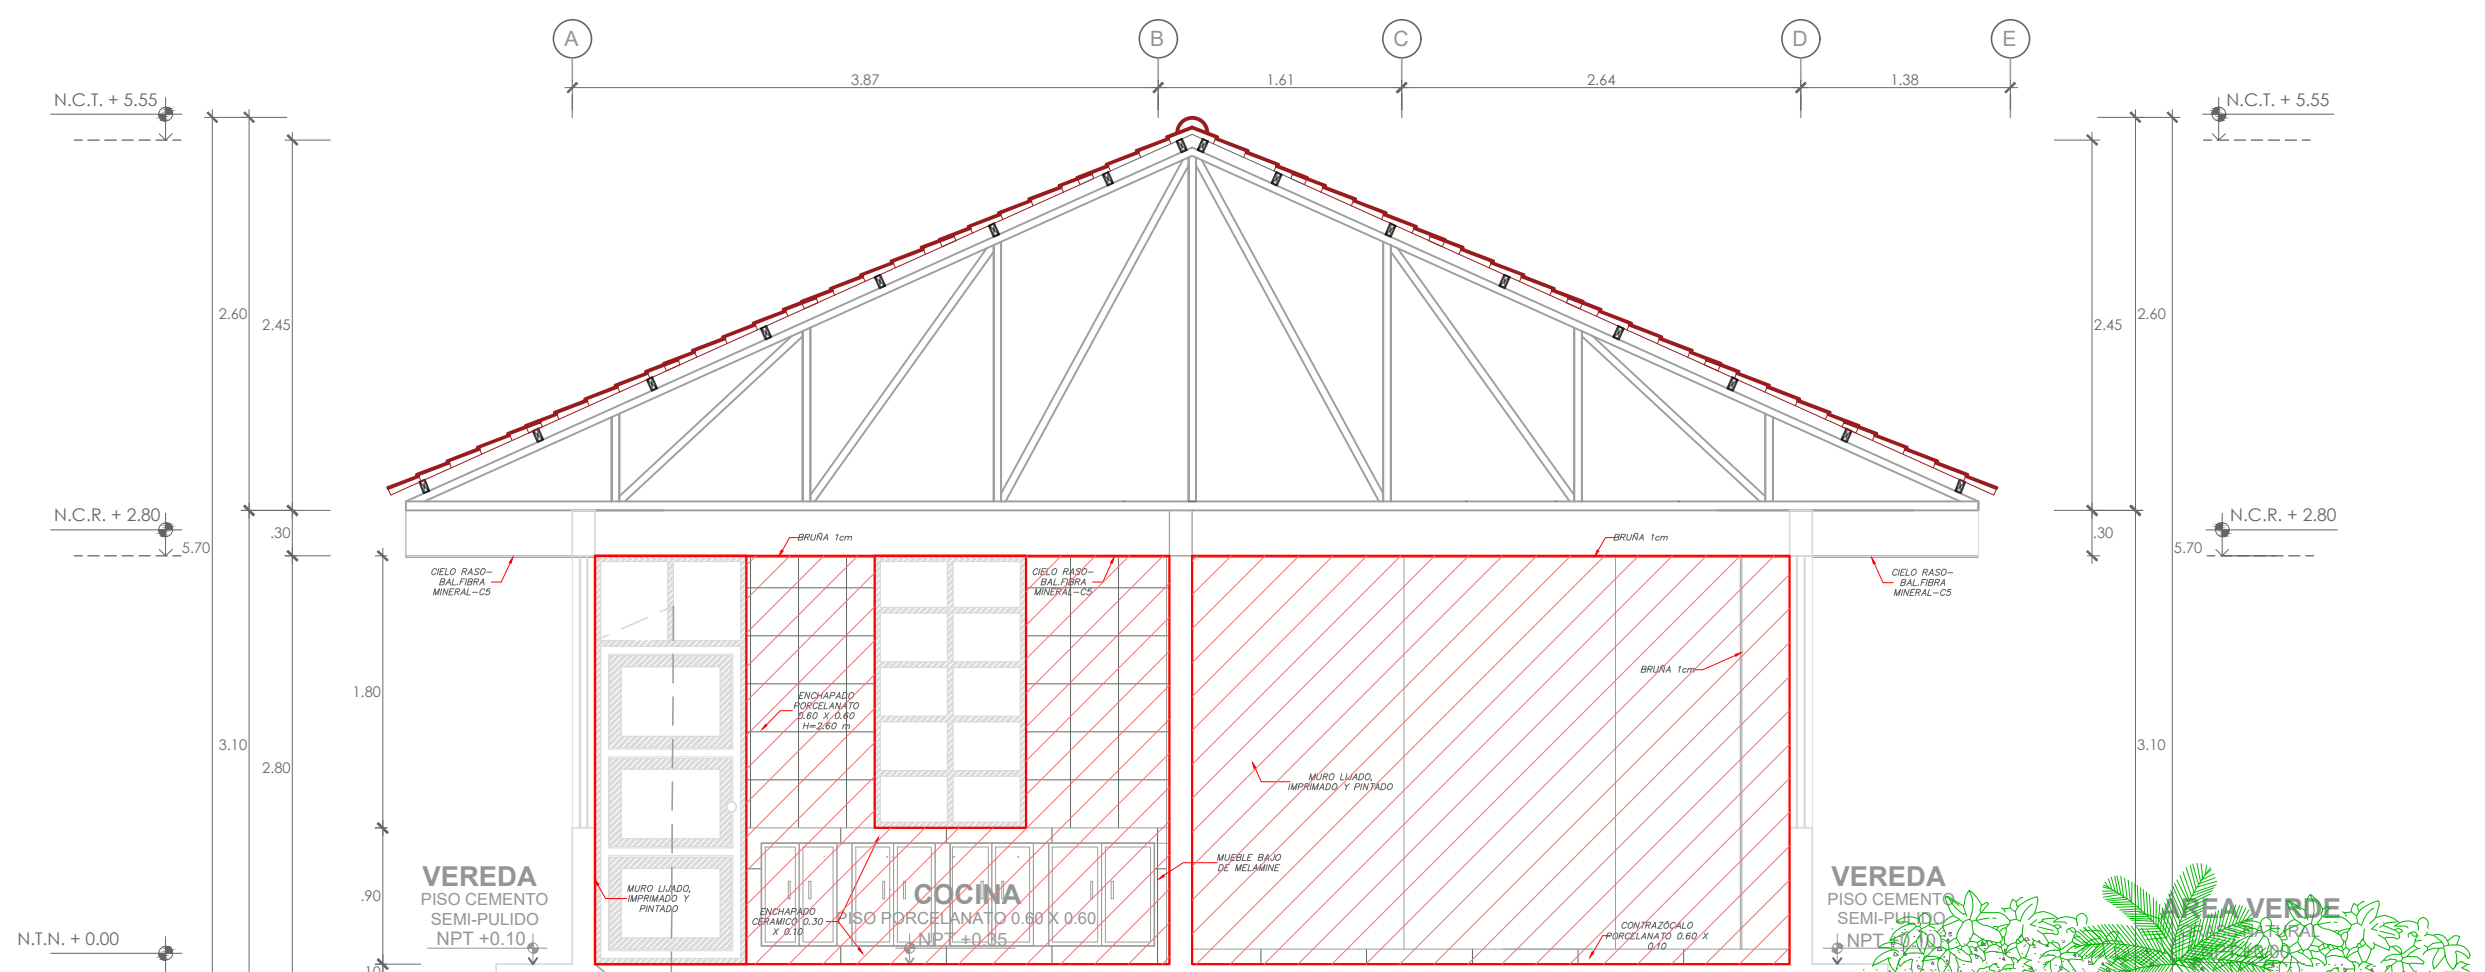 A
B
C
D
E
3.87
1.61
2.64
1.38
N.C.T. + 5.55
N.C.T. + 5.55
2.60
2.45
2.45
2.60
N.C.R. + 2.80
N.C.R. + 2.80
5.70
.30
.30
5.70
BRUÑA 1cm
BRUÑA 1cm
CIELO RASO-
BAL.FIBRA
MINERAL-C5
CIELO RASO-
BAL.FIBRA
MINERAL-C5
CIELO RASO-
BAL.FIBRA
MINERAL-C5
BRUÑA 1cm
1.80
ENCHAPADO
PORCELANATO
0.60 X 0.60
H=2.60 m
3.10
2.80
3.10
MURO LIJADO,
IMPRIMADO Y PINTADO
MUEBLE BAJO
DE MELAMINE
.90
VEREDA
PISO CEMENTO
SEMI-PULIDO
NPT +0.10
MURO LIJADO,
IMPRIMADO Y
PINTADO
ENCHAPADO
CERAMICO 0.30
X 0.10
COCINA
PISO PORCELANATO 0.60 X 0.60
NPT +0.35
CONTRAZÓCALO
PORCELANATO 0.60 X
0.10
VEREDA
PISO CEMENTO
SEMI-PULIDO
NPT +0.10
ÁREA VERDE
N.T.N. + 0.00
.10